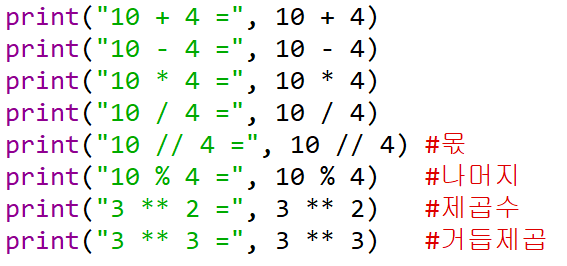 print("10 + 4 =", 10 + 4)
print("10 - 4 =", 10 - 4)
print("10 * 4 =", 10 * 4)
print("10 / 4 =", 10 / 4)
print("10 // 4 =", 10 // 4) #몫
print("10 % 4 =", 10 % 4) #나머지
print("3 ** 2 =", 3 ** 2) #제곱수
print("3 ** 3 =", 3 ** 3) #거듭제곱